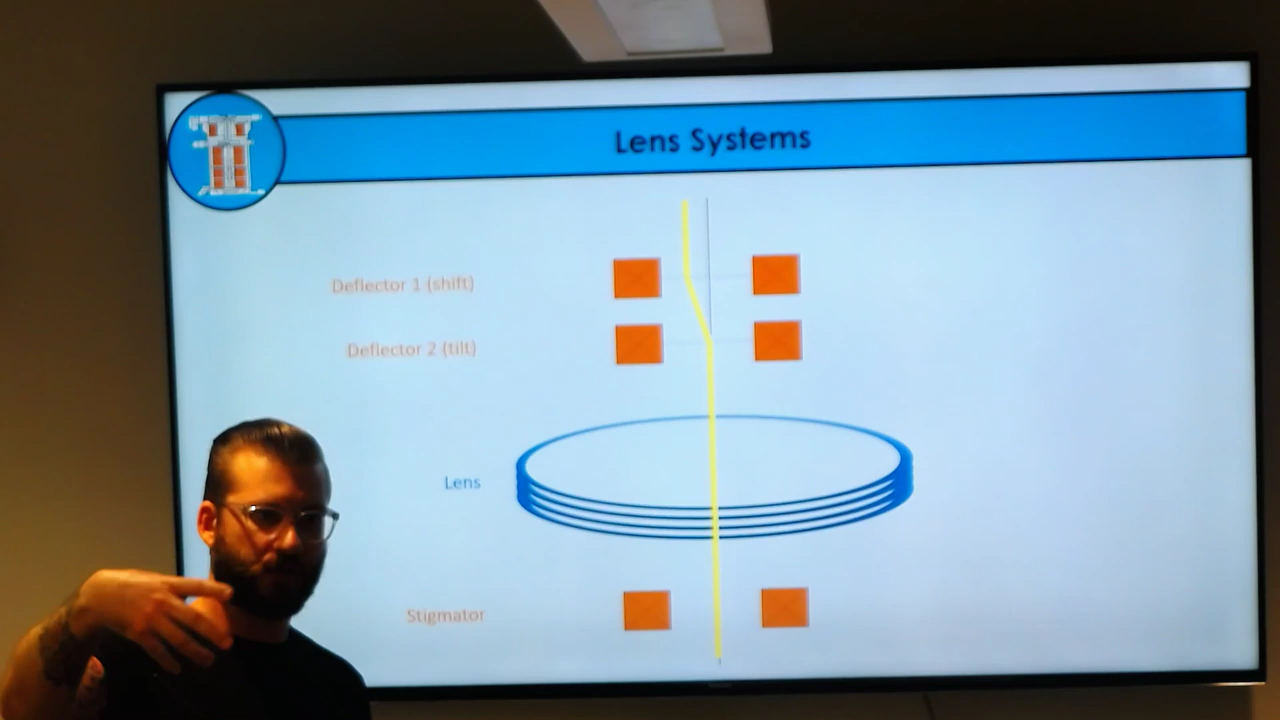 Lens Systems
Deflector 1 (shift)
Deflector 2 (tilt)
Lens
Stigmator